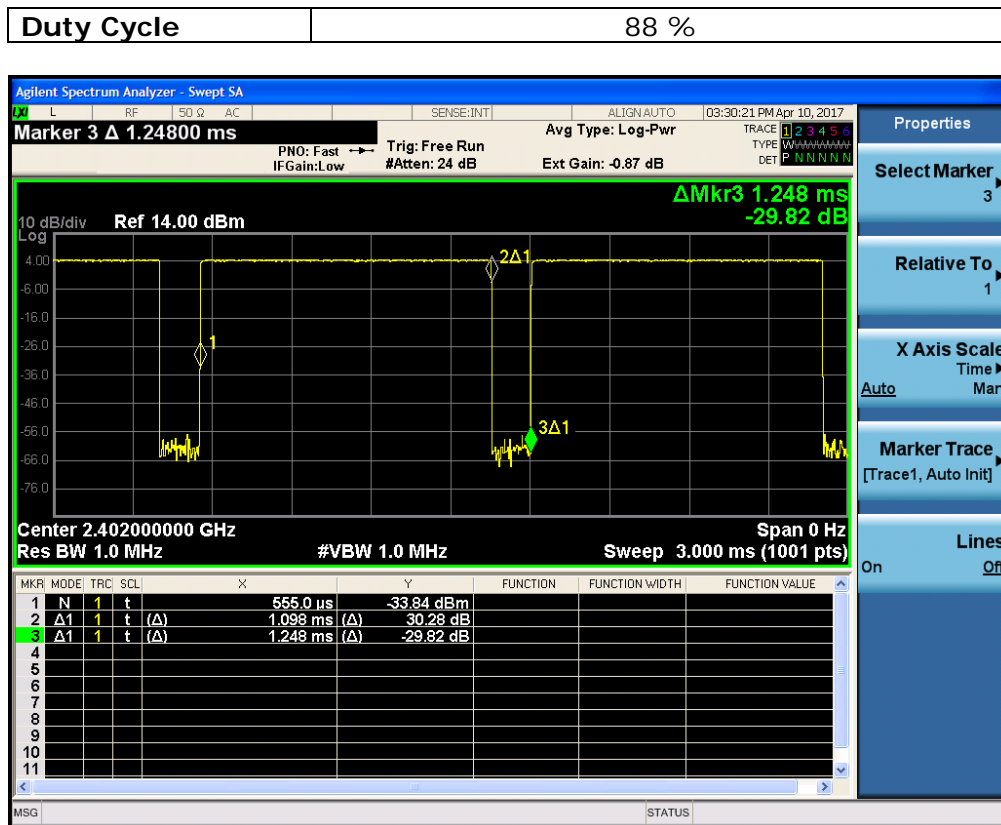 Duty Cycle 88 %
Agilent Spectrum Analyzer - Swept SA
LXI L RF 50 Ω AC SENSE:INT ALIGN AUTO 03:30:21 PM Apr 10, 2017
Marker 3 Δ 1.24800 ms
PNO: Fast
IFGain:Low
Trig: Free Run
#Atten: 24 dB
Avg Type: Log-Pwr
Ext Gain: -0.87 dB
TRACE 1 2 3 4 5 6
TYPE WWWWWW
DET P N N N N N
ΔMkr3 1.248 ms
-29.82 dB
10 dB/div Ref 14.00 dBm
Log
4.00
-6.00
-16.0
-26.0
-36.0
-46.0
-56.0
-66.0
-76.0
1
2Δ1
3Δ1
Center 2.402000000 GHz Span 0 Hz
Res BW 1.0 MHz #VBW 1.0 MHz Sweep 3.000 ms (1001 pts)
MKR MODE TRC SCL X Y FUNCTION FUNCTION WIDTH FUNCTION VALUE
1 N 1 t 555.0 µs -33.84 dBm
2 Δ1 1 t (Δ) 1.098 ms (Δ) 30.28 dB
3 Δ1 1 t (Δ) 1.248 ms (Δ) -29.82 dB
4
5
6
7
8
9
10
11
MSG STATUS
Properties
Select Marker
3
Relative To
1
X Axis Scale
Time
Auto Man
Marker Trace
[Trace1, Auto Init]
Lines
On Off